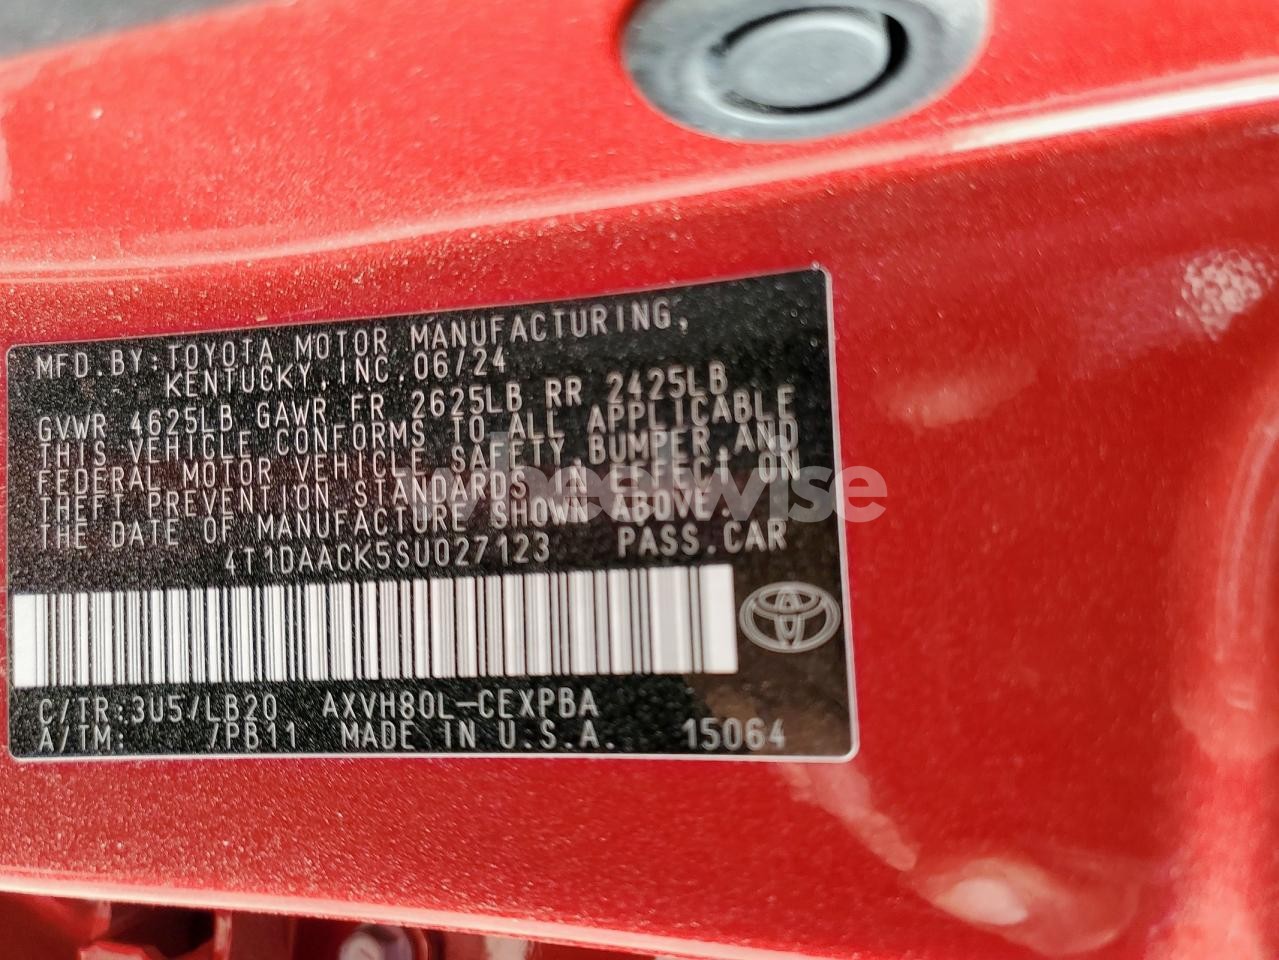 MFD.BY:TOYOTA MOTOR MANUFACTURING,
KENTUCKY,INC.06/24
GVWR 4625LB GAWR FR 2625LB RR 2425LB
THIS VEHICLE CONFORMS TO ALL APPLICABLE
FEDERAL MOTOR VEHICLE SAFETY,BUMPER,AND
THEFT PREVENTION STANDARDS IN EFFECT ON
THE DATE OF MANUFACTURE SHOWN ABOVE.
4T1DAACK5SU027123 PASS.CAR
C/TR:3U5/LB20 AXVH80L-CEXPBA
A/TM: /PB11 MADE IN U.S.A. 15064
wheelwise